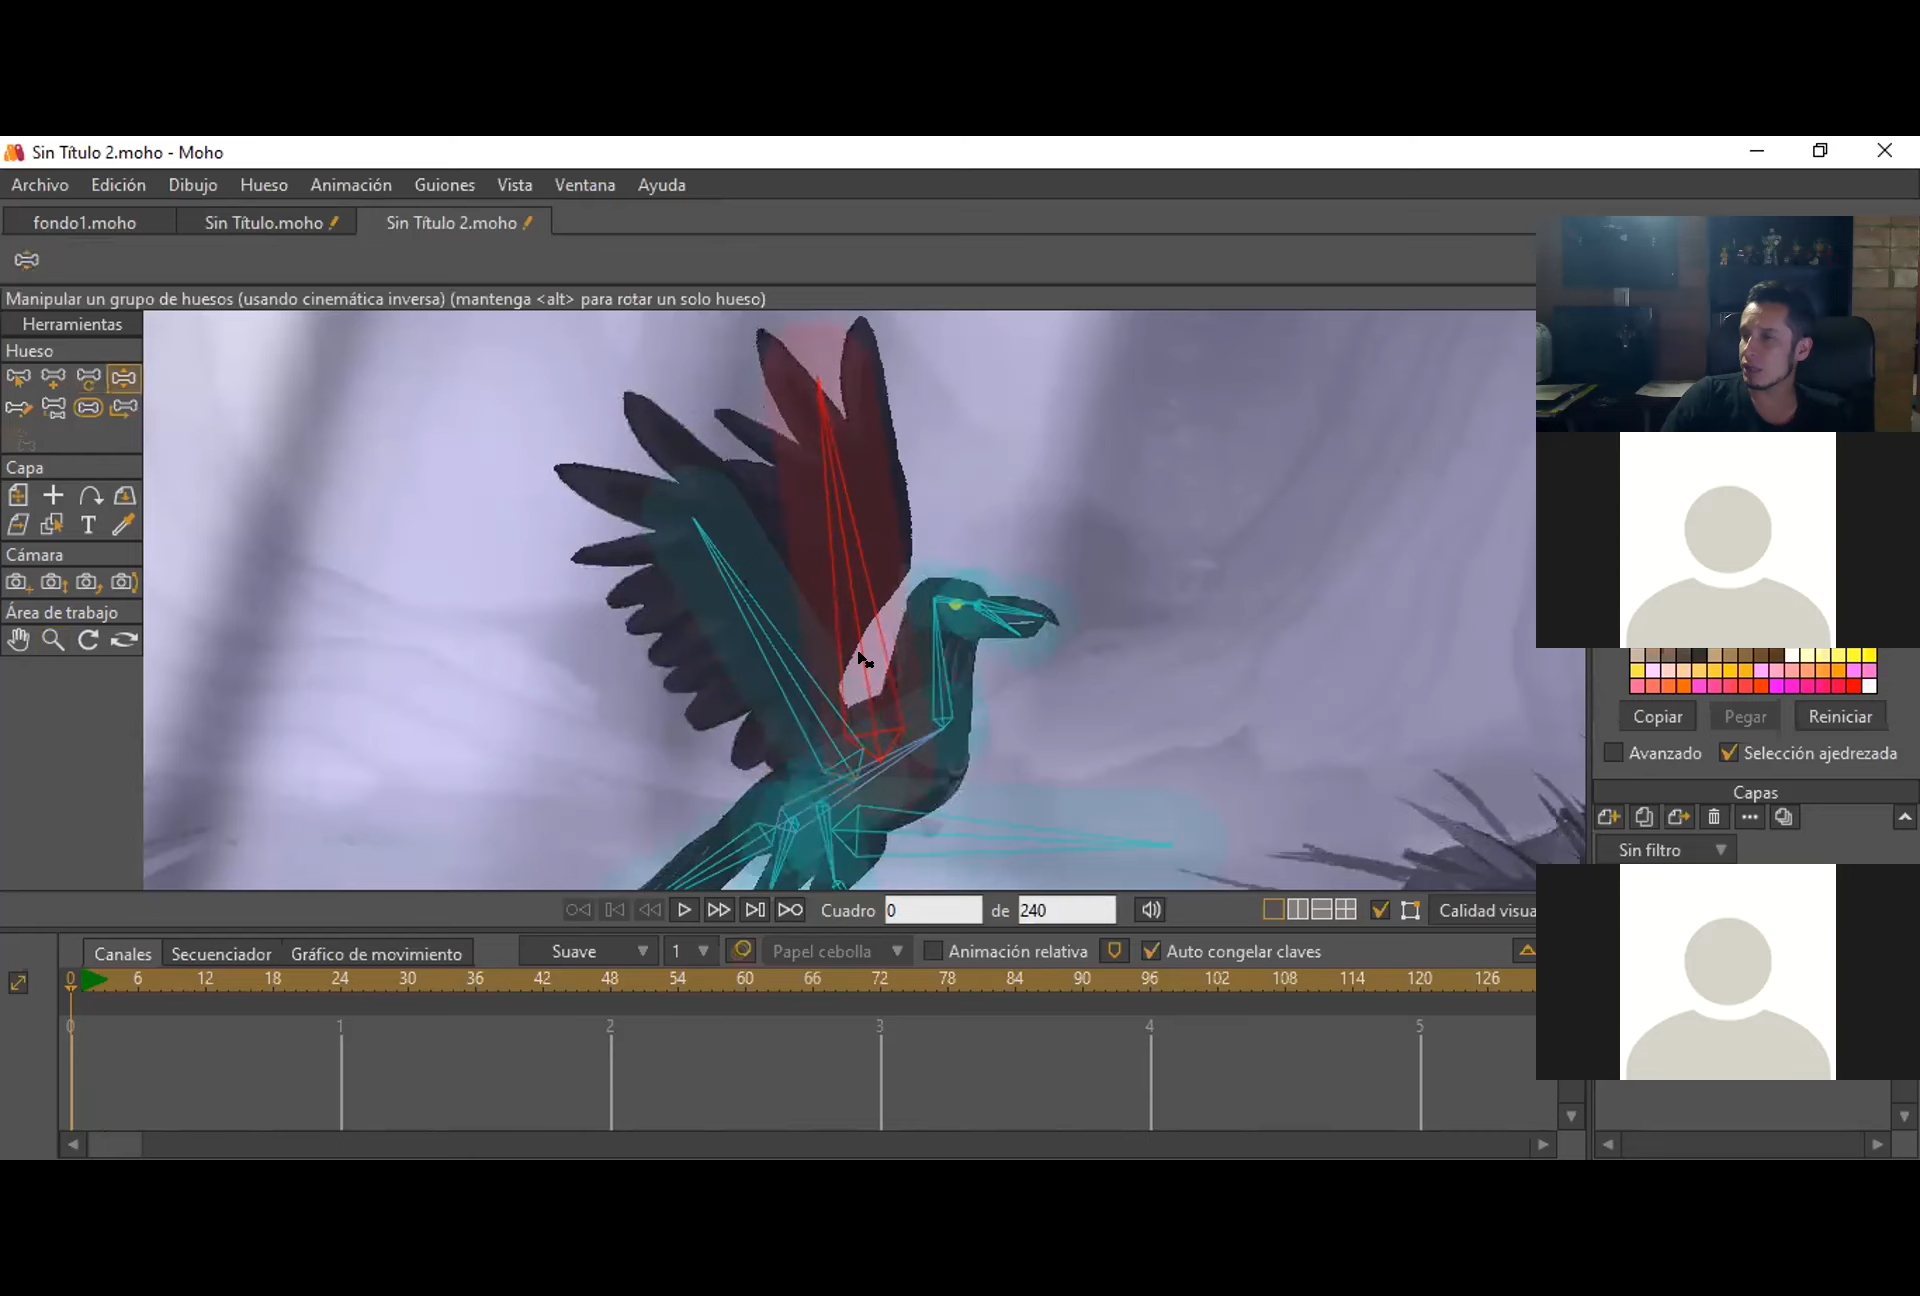 Sin Título 2.moho - Moho
Archivo Edición Dibujo Hueso Animación Guiones Vista Ventana Ayuda
fondo1.moho Sin Título.moho Sin Título 2.moho
Manipular un grupo de huesos (usando cinemática inversa) (mantenga <alt> para rotar un solo hueso)
Herramientas
Hueso
Capa
T
Cámara
Área de trabajo
Copiar Pegar Reiniciar
Avanzado Selección ajedrezada
Capas
Sin filtro
Cuadro 0 de 240 Calidad visua
Canales Secuenciador Gráfico de movimiento Suave 1 Papel cebolla Animación relativa Auto congelar claves
0 6 12 18 24 30 36 42 48 54 60 66 72 78 84 90 96 102 108 114 120 126
0 1 2 3 4 5